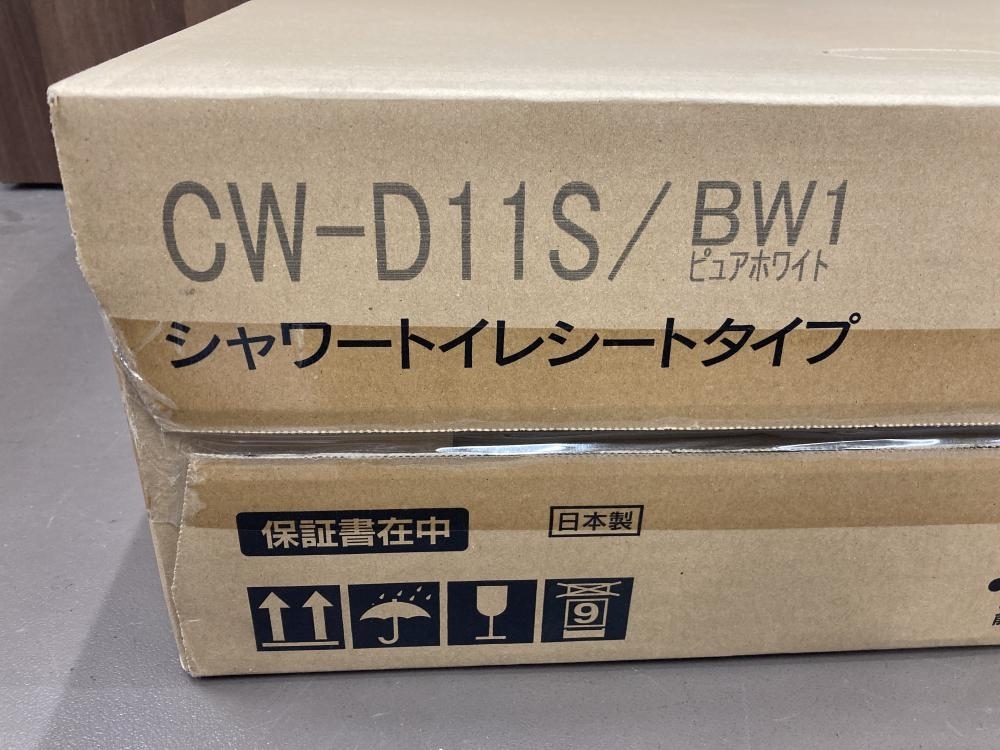 CW-D11S/BW1
ピュアホワイト
シャワートイレシートタイプ
保証書在中
日本製
9